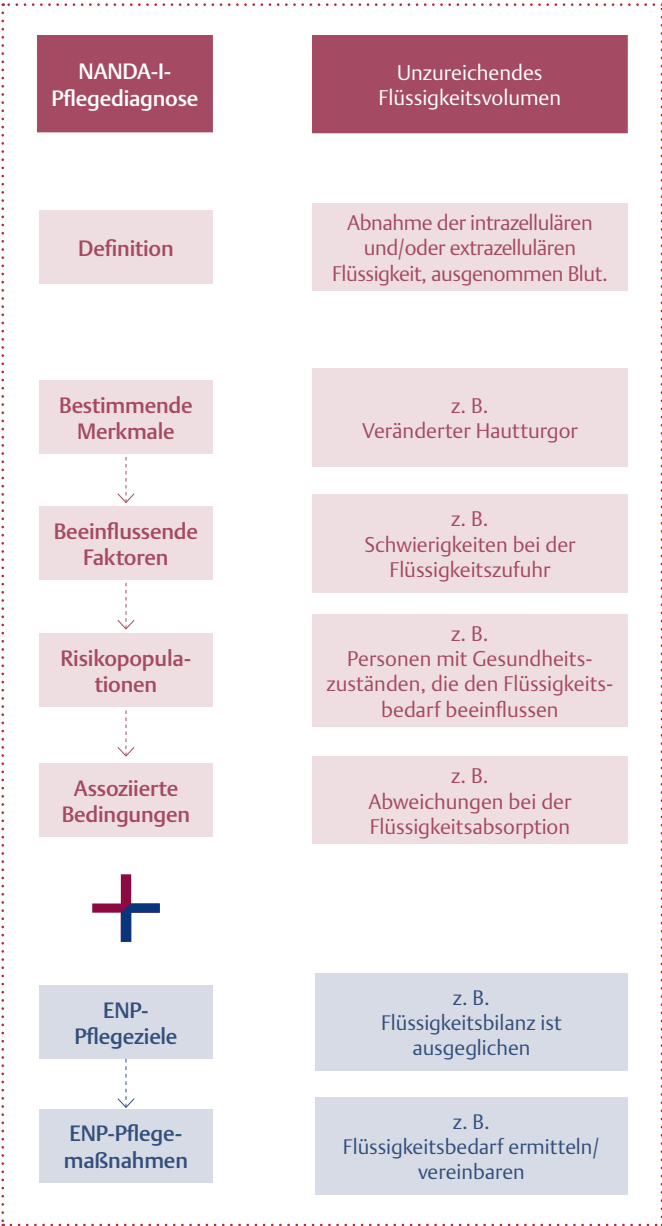 NANDA-I-
Pflegediagnose
Unzureichendes
Flüssigkeitsvolumen
Definition
Abnahme der intrazellulären
und/oder extrazellulären
Flüssigkeit, ausgenommen Blut.
Bestimmende
Merkmale
z. B.
Veränderter Hautturgor
Beeinflussende
Faktoren
z. B.
Schwierigkeiten bei der
Flüssigkeitszufuhr
Risikopopula-
tionen
z. B.
Personen mit Gesundheits-
zuständen, die den Flüssigkeits-
bedarf beeinflussen
Assoziierte
Bedingungen
z. B.
Abweichungen bei der
Flüssigkeitsabsorption
ENP-
Pflegeziele
z. B.
Flüssigkeitsbilanz ist
ausgeglichen
ENP-Pflege-
maßnahmen
z. B.
Flüssigkeitsbedarf ermitteln/
vereinbaren